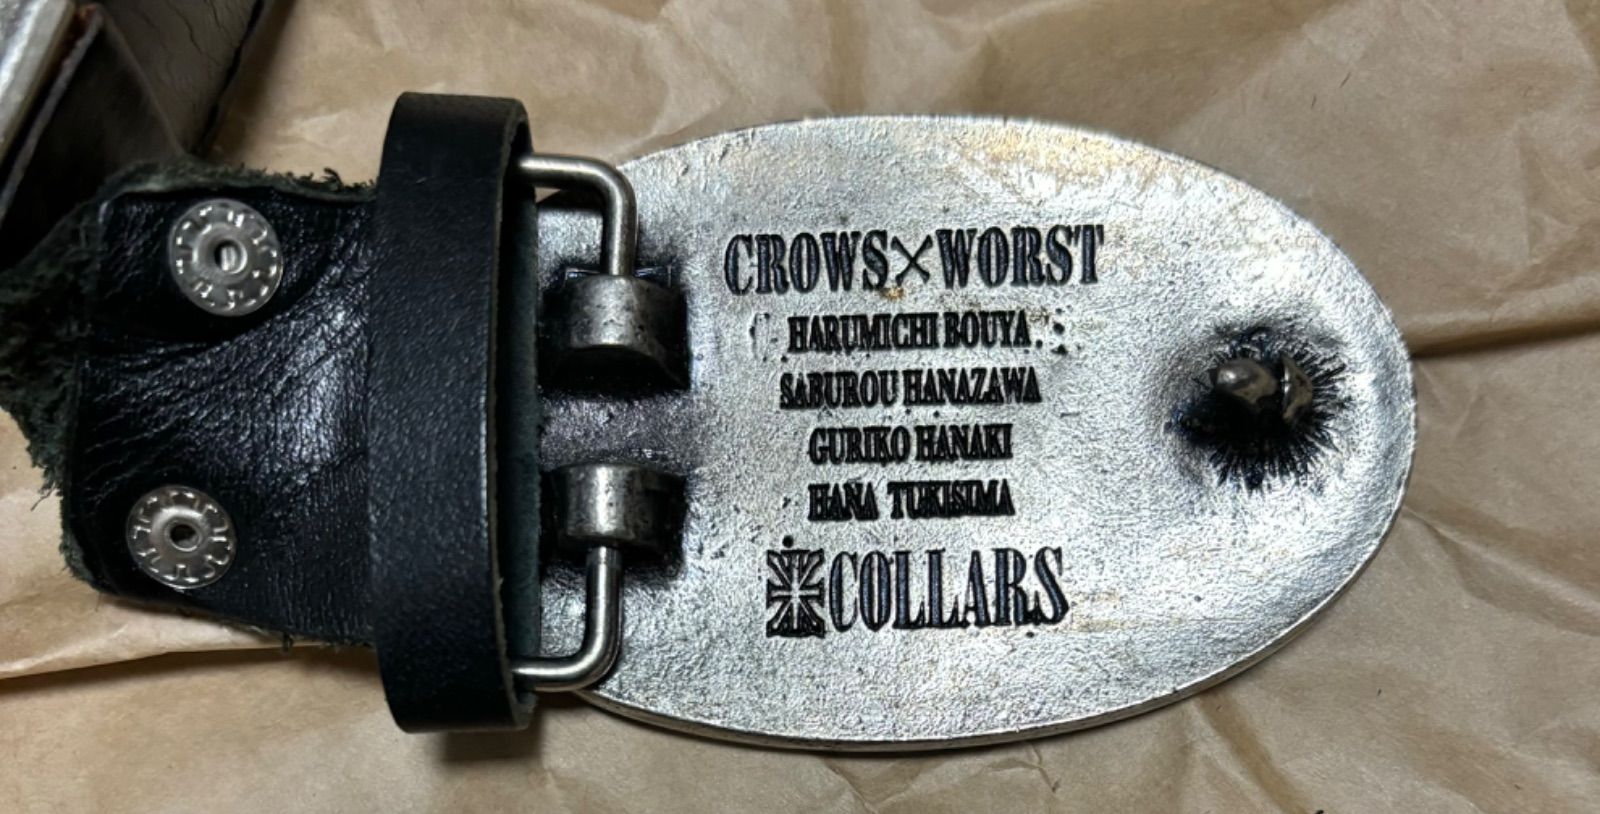 CROWS×WORST
HARUMICHI BOUYA
SABUROU HANAZAWA
GURIKO HANAKI
HANA TUKISIMA
COLLARS